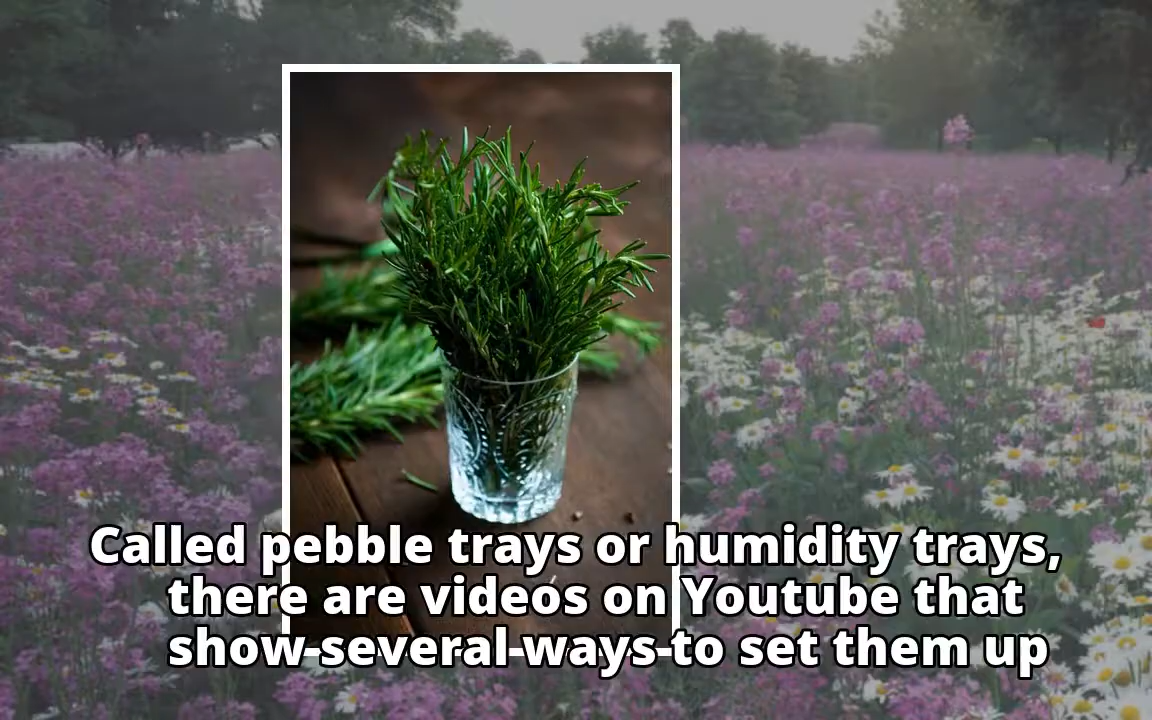 Called pebble trays or humidity trays,
there are videos on Youtube that
show several ways to set them up